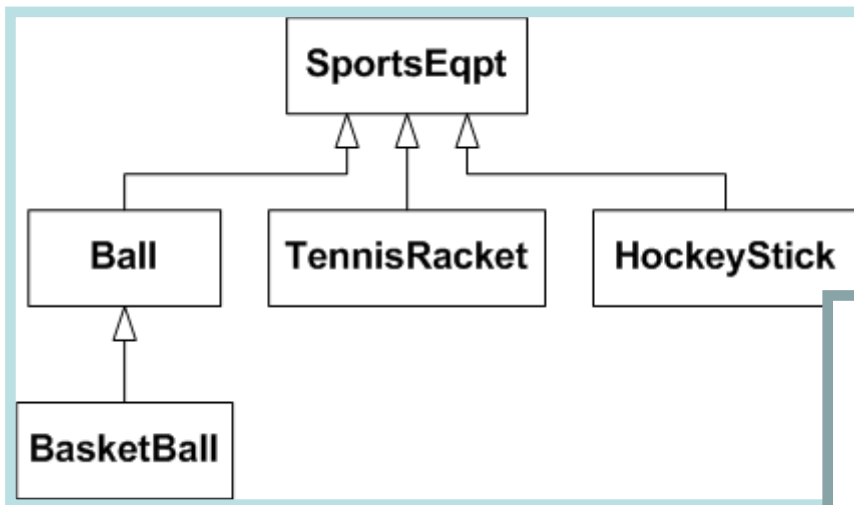 SportsEqpt
Ball
TennisRacket
HockeyStick
BasketBall